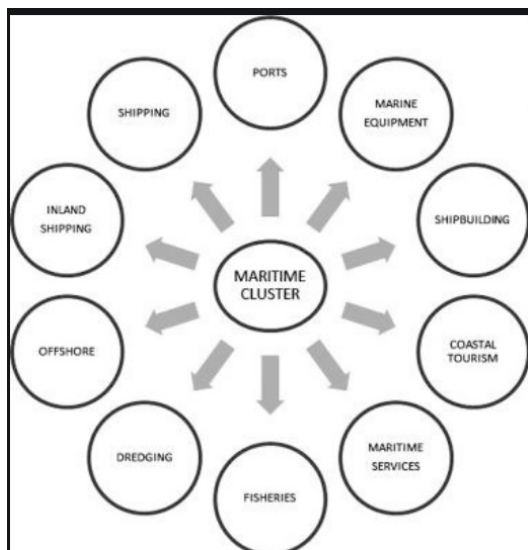 PORTS
MARINE
EQUIPMENT
SHIPBUILDING
COASTAL
TOURISM
MARITIME
SERVICES
FISHERIES
DREDGING
OFFSHORE
INLAND
SHIPPING
SHIPPING
MARITIME
CLUSTER